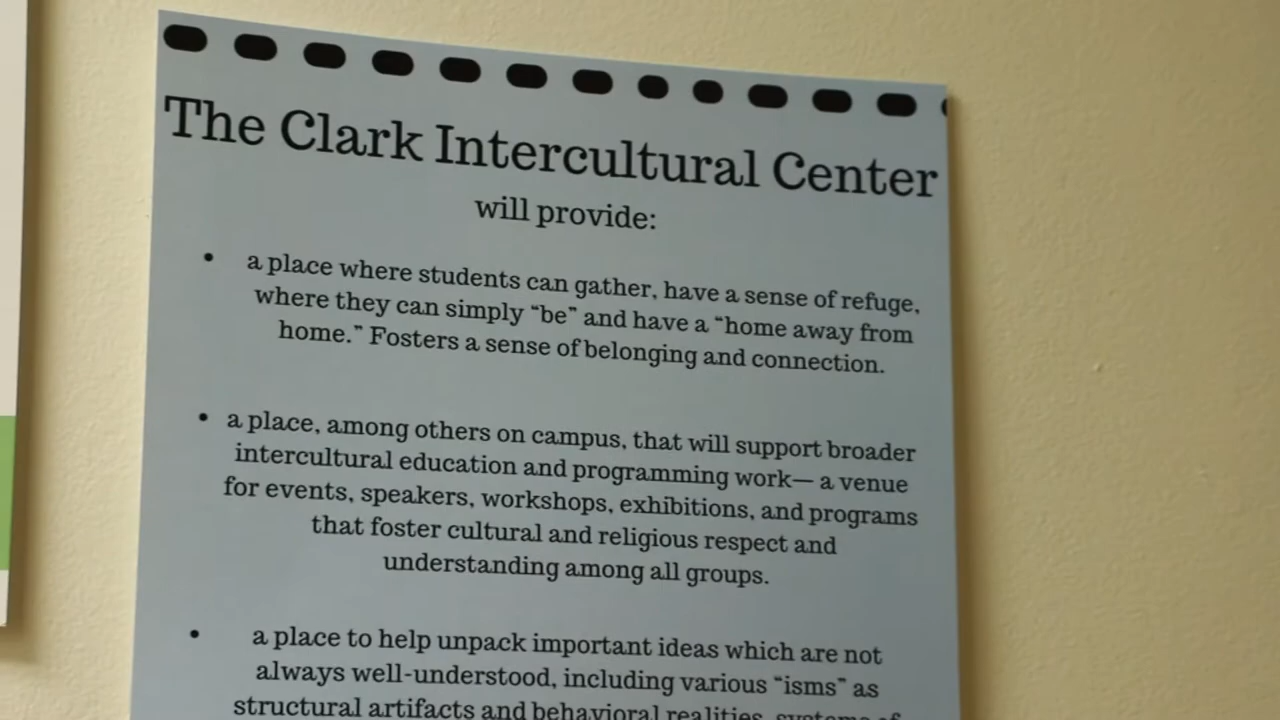 The Clark Intercultural Center
will provide:
• a place where students can gather, have a sense of refuge,
where they can simply “be” and have a “home away from
home.” Fosters a sense of belonging and connection.
• a place, among others on campus, that will support broader
intercultural education and programming work— a venue
for events, speakers, workshops, exhibitions, and programs
that foster cultural and religious respect and
understanding among all groups.
• a place to help unpack important ideas which are not
always well-understood, including various “isms” as
structural artifacts and behavioral realities, systems of